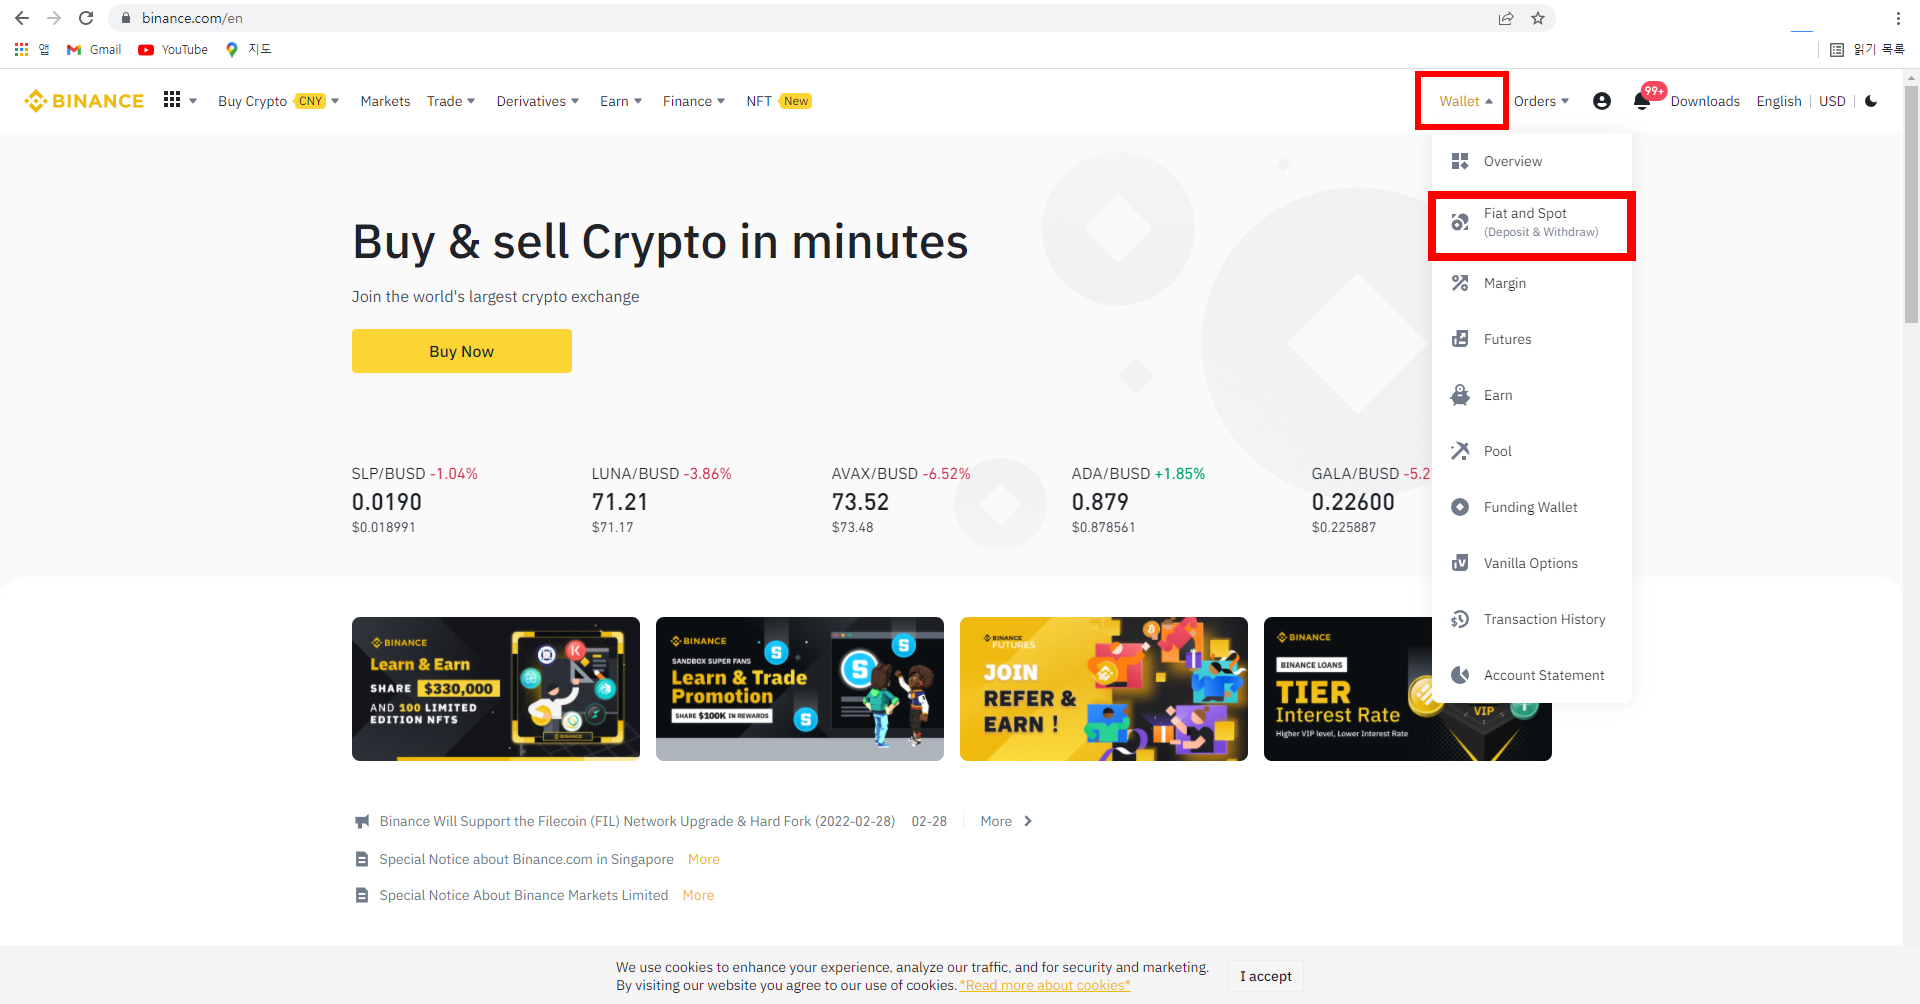 binance.com/en
앱 Gmail YouTube 지도 읽기 목록
BINANCE Buy Crypto CNY Markets Trade Derivatives Earn Finance NFT New Wallet Orders 99+ Downloads English USD
Overview
Fiat and Spot
(Deposit & Withdraw)
Margin
Futures
Earn
Pool
Funding Wallet
Vanilla Options
Transaction History
Account Statement
Buy & sell Crypto in minutes
Join the world's largest crypto exchange
Buy Now
SLP/BUSD -1.04%
0.0190
$0.018991
LUNA/BUSD -3.86%
71.21
$71.17
AVAX/BUSD -6.52%
73.52
$73.48
ADA/BUSD +1.85%
0.879
$0.878561
GALA/BUSD -5.2
0.22600
$0.225887
BINANCE
Learn & Earn
SHARE $330,000
AND 100 LIMITED
EDITION NFTS
BINANCE
BINANCE
SANDBOX SUPER FANS
Learn & Trade
Promotion
SHARE $100K IN REWARDS
BINANCE
FUTURES
JOIN
REFER &
EARN !
BINANCE
BINANCE LOANS
TIER
Interest Rate
Higher VIP level, Lower Interest Rate
VIP
Binance Will Support the Filecoin (FIL) Network Upgrade & Hard Fork (2022-02-28) 02-28 More
Special Notice about Binance.com in Singapore More
Special Notice About Binance Markets Limited More
We use cookies to enhance your experience, analyze our traffic, and for security and marketing.
By visiting our website you agree to our use of cookies. *Read more about cookies*
I accept